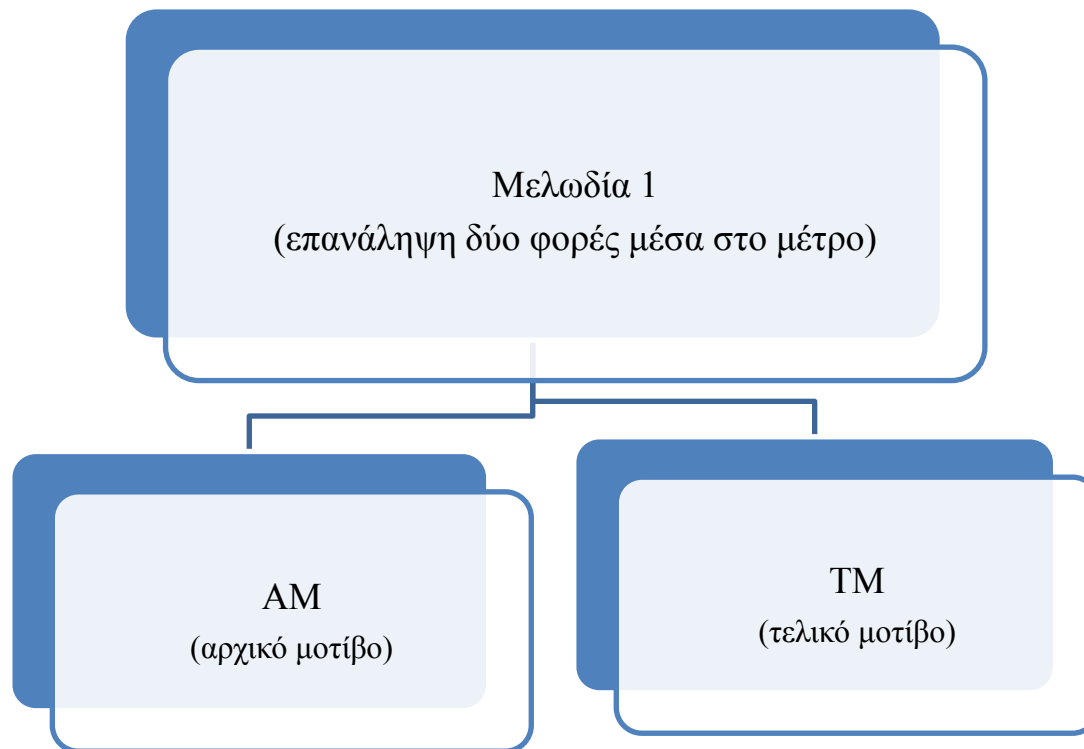 Μελωδία 1
(επανάληψη δύο φορές μέσα στο μέτρο)
ΑΜ
(αρχικό μοτίβο)
ΤΜ
(τελικό μοτίβο)